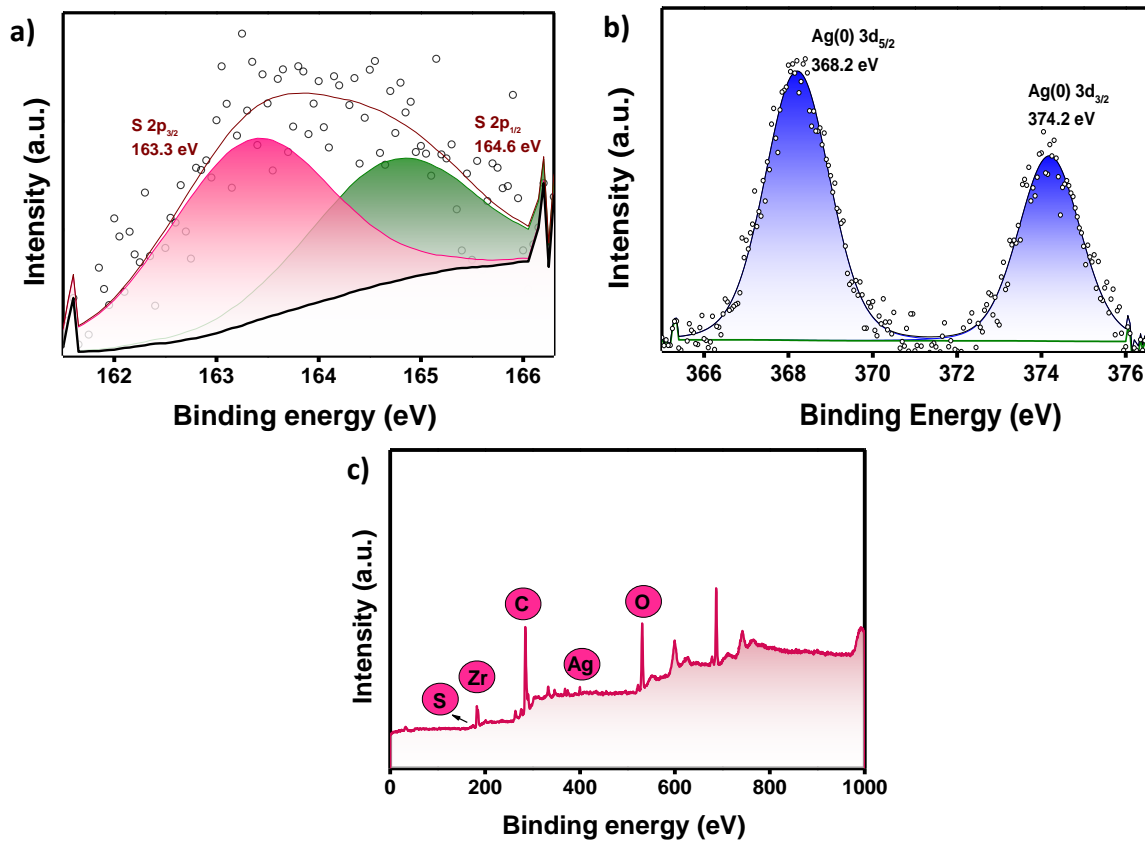 a)
S 2p3/2
163.3 eV
S 2p1/2
164.6 eV
Intensity (a.u.)
162 163 164 165 166
Binding energy (eV)
b)
Ag(0) 3d5/2
368.2 eV
Ag(0) 3d3/2
374.2 eV
Intensity (a.u.)
366 368 370 372 374 376
Binding Energy (eV)
c)
C
O
Zr
Ag
S
Intensity (a.u.)
0 200 400 600 800 1000
Binding energy (eV)